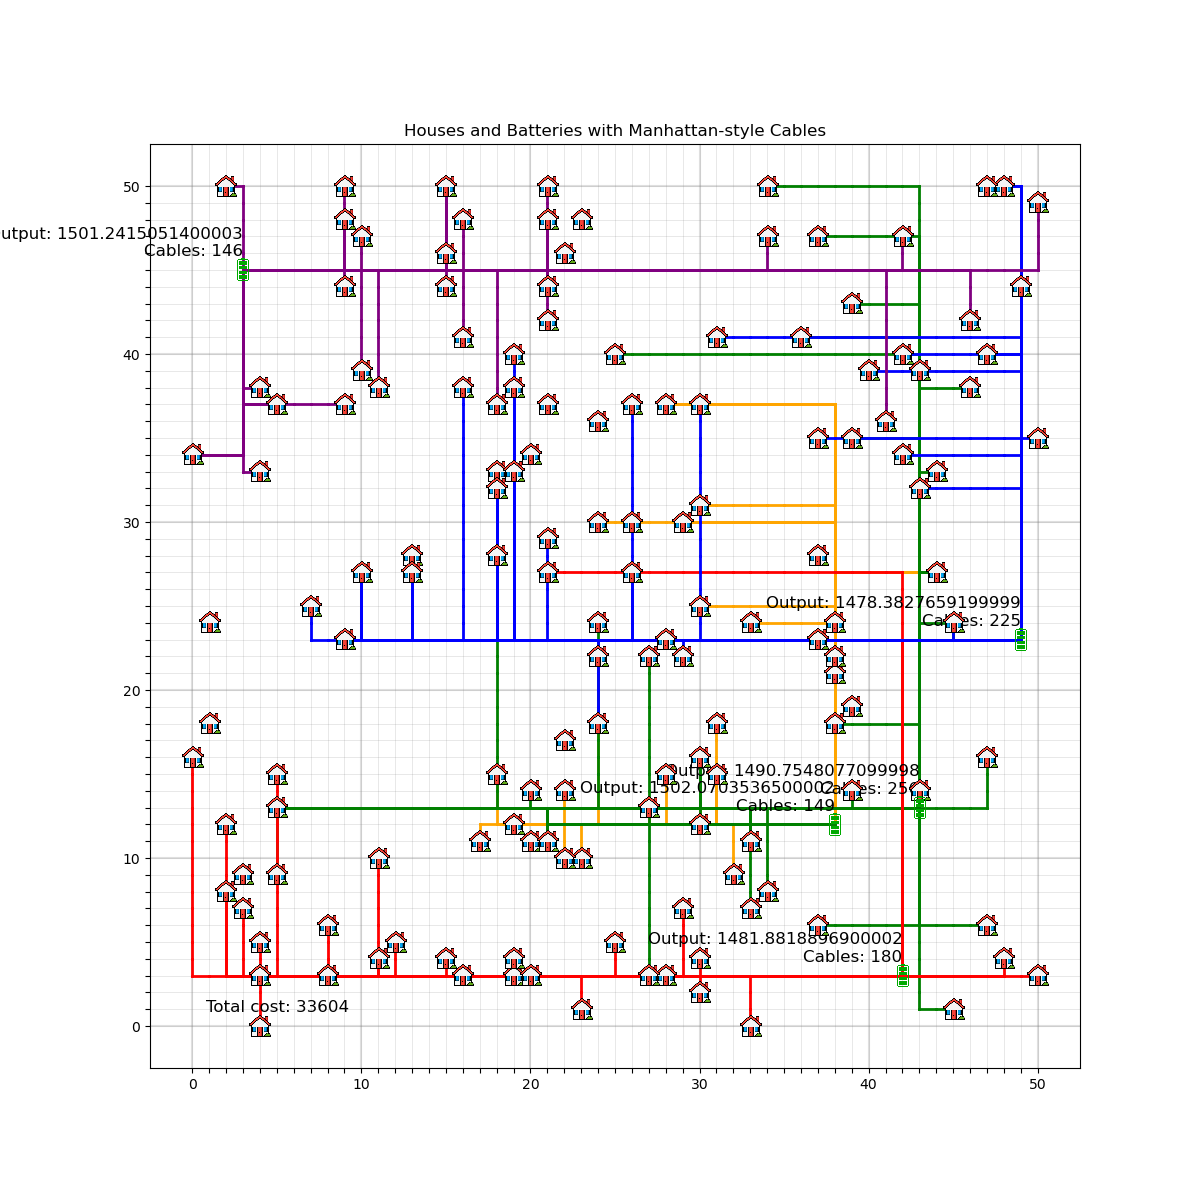 Houses and Batteries with Manhattan-style Cables
50
utput: 1501.2415051400003
Cables: 146
40
30
Output: 1478.3827659199999
Cables: 225
20
Output: 1490.7548077099998
Output: 1502.0703536500002
Cables:
Cables: 149
10
Output: 1481.8818896900002
Cables: 180
Total cost: 33604
0
0 10 20 30 40 50